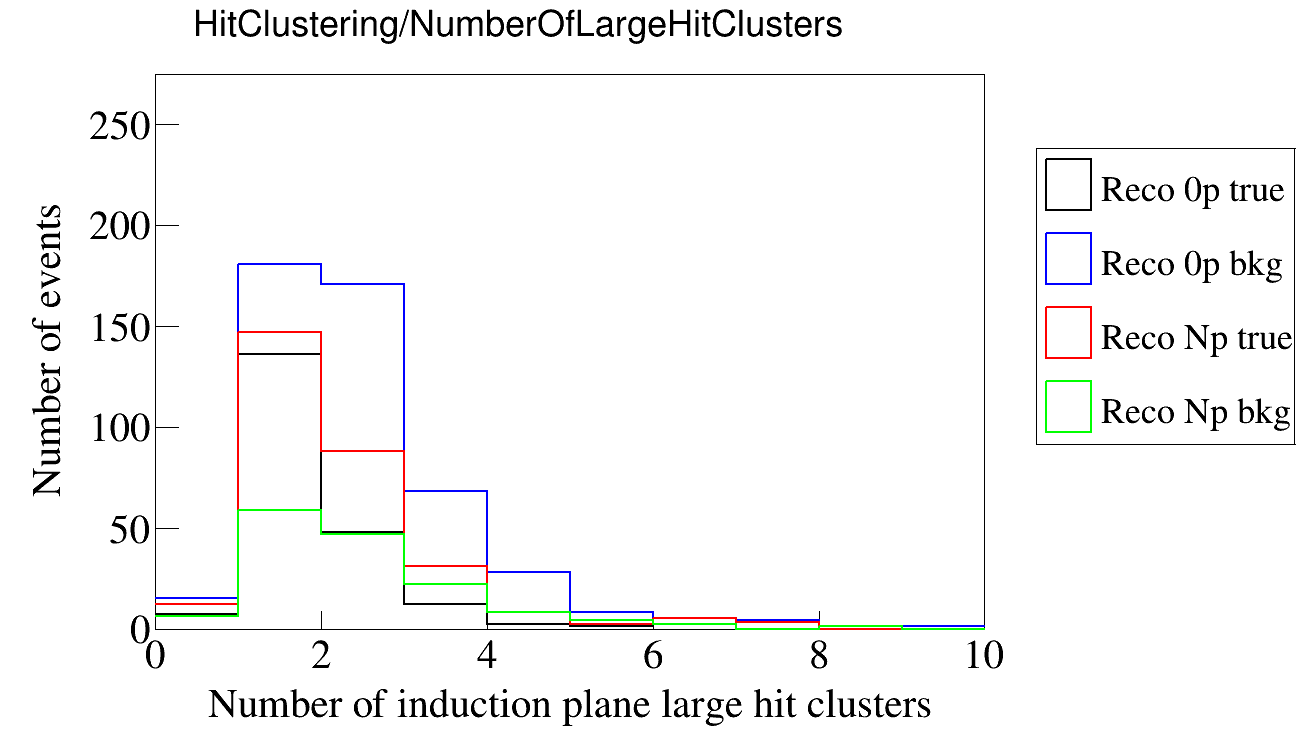 HitClustering/NumberOfLargeHitClusters
250
200
150
100
50
0
Number of events
0 2 4 6 8 10
Number of induction plane large hit clusters
Reco 0p true
Reco 0p bkg
Reco Np true
Reco Np bkg